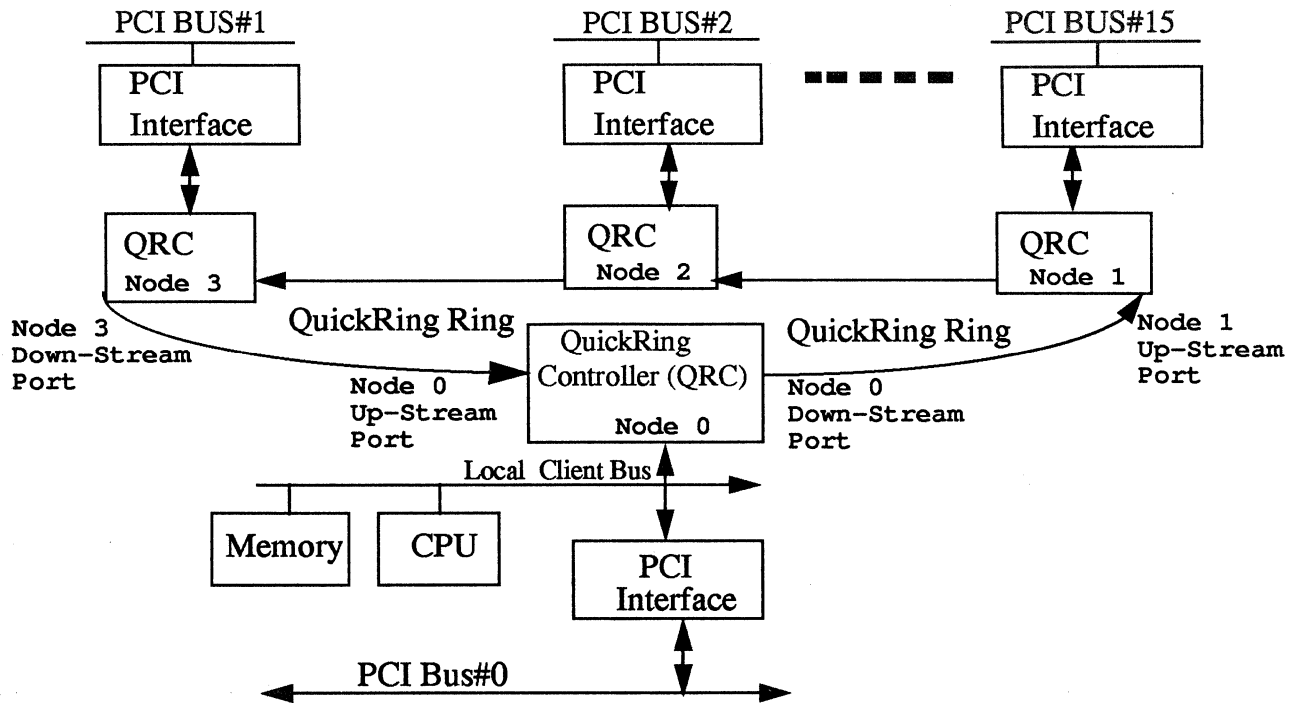 PCI BUS#1
PCI BUS#2
PCI BUS#15
PCI
Interface
PCI
Interface
PCI
Interface
QRC
Node 3
QRC
Node 2
QRC
Node 1
Node 3
Down-Stream
Port
QuickRing Ring
QuickRing Ring
Node 1
Up-Stream
Port
QuickRing
Controller (QRC)
Node 0
Node 0
Up-Stream
Port
Node 0
Down-Stream
Port
Local Client Bus
Memory
CPU
PCI
Interface
PCI Bus#0